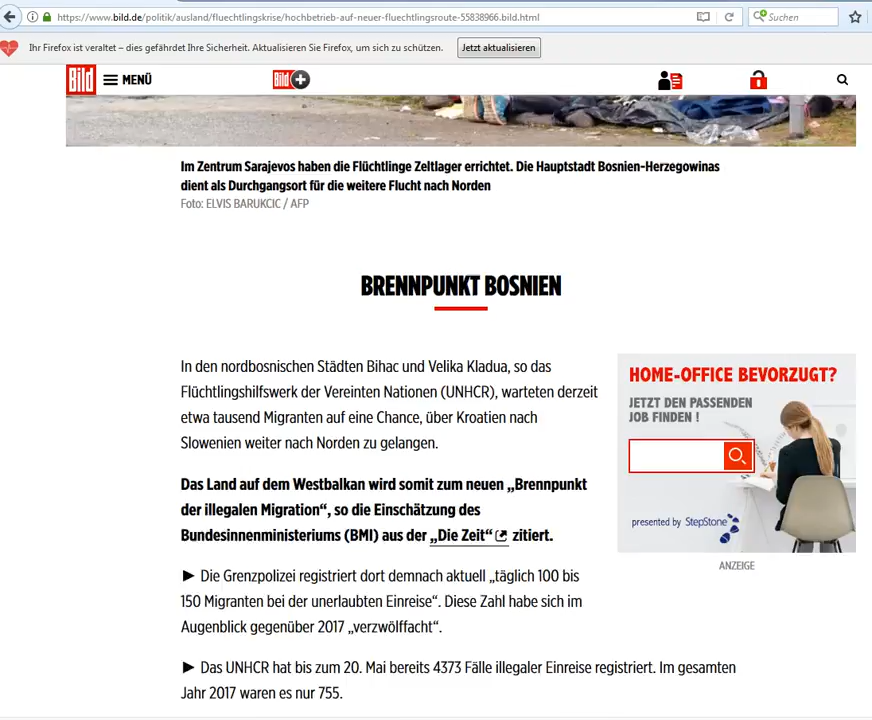 https://www.bild.de/politik/ausland/fluechtlingskrise/hochbetrieb-auf-neuer-fluechtlingsroute-55838966.bild.html
Suchen
Ihr Firefox ist veraltet – dies gefährdet Ihre Sicherheit. Aktualisieren Sie Firefox, um sich zu schützen.
Jetzt aktualisieren
Bild
MENÜ
Bild
Im Zentrum Sarajevos haben die Flüchtlinge Zeltlager errichtet. Die Hauptstadt Bosnien-Herzegowinas
dient als Durchgangsort für die weitere Flucht nach Norden
Foto: ELVIS BARUKCIC / AFP
BRENNPUNKT BOSNIEN
In den nordbosnischen Städten Bihac und Velika Kladua, so das
Flüchtlingshilfswerk der Vereinten Nationen (UNHCR), warteten derzeit
etwa tausend Migranten auf eine Chance, über Kroatien nach
Slowenien weiter nach Norden zu gelangen.
Das Land auf dem Westbalkan wird somit zum neuen „Brennpunkt
der illegalen Migration“, so die Einschätzung des
Bundesinnenministeriums (BMI) aus der „Die Zeit“ zitiert.
► Die Grenzpolizei registriert dort demnach aktuell „täglich 100 bis
150 Migranten bei der unerlaubten Einreise“. Diese Zahl habe sich im
Augenblick gegenüber 2017 „verzwölffacht“.
► Das UNHCR hat bis zum 20. Mai bereits 4373 Fälle illegaler Einreise registriert. Im gesamten
Jahr 2017 waren es nur 755.
HOME-OFFICE BEVORZUGT?
JETZT DEN PASSENDEN
JOB FINDEN !
presented by StepStone
ANZEIGE